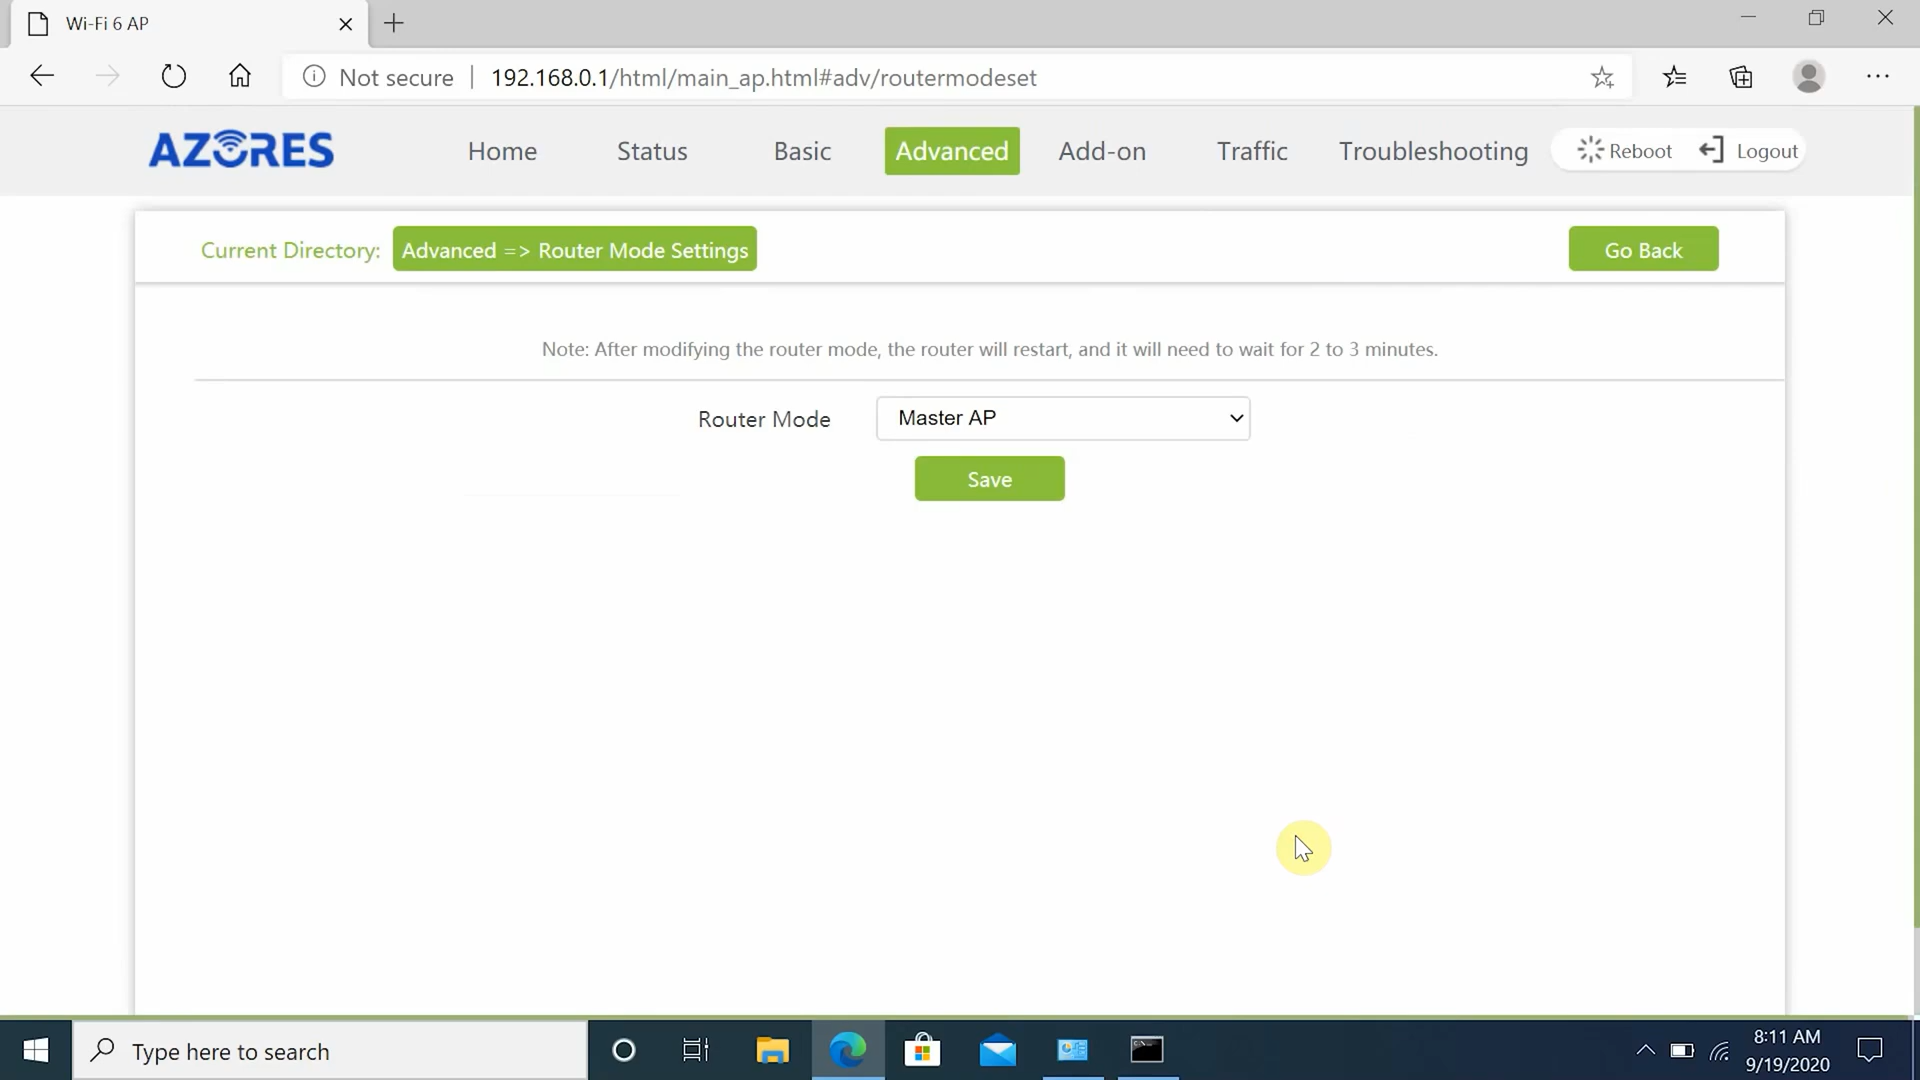 Wi-Fi 6 AP
Not secure
192.168.0.1/html/main_ap.html#adv/routermodeset
AZORES
Home
Status
Basic
Advanced
Add-on
Traffic
Troubleshooting
Reboot
Logout
Current Directory:
Advanced => Router Mode Settings
Go Back
Note: After modifying the router mode, the router will restart, and it will need to wait for 2 to 3 minutes.
Router Mode
Master AP
Save
Type here to search
8:11 AM
9/19/2020